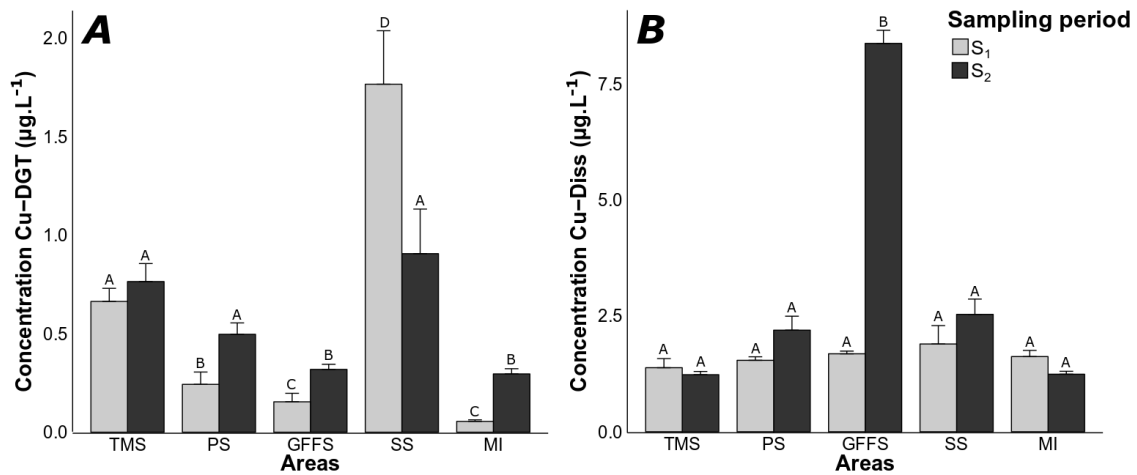 A
Concentration Cu−DGT (µg.L⁻¹)
2.0
1.5
1.0
0.5
0.0
A
A
B
A
C
B
D
A
C
B
TMS
PS
GFFS
SS
MI
Areas
B
Concentration Cu−Diss (µg.L⁻¹)
7.5
5.0
2.5
0.0
A
A
A
A
A
B
A
A
A
A
TMS
PS
GFFS
SS
MI
Areas
Sampling period
S₁
S₂